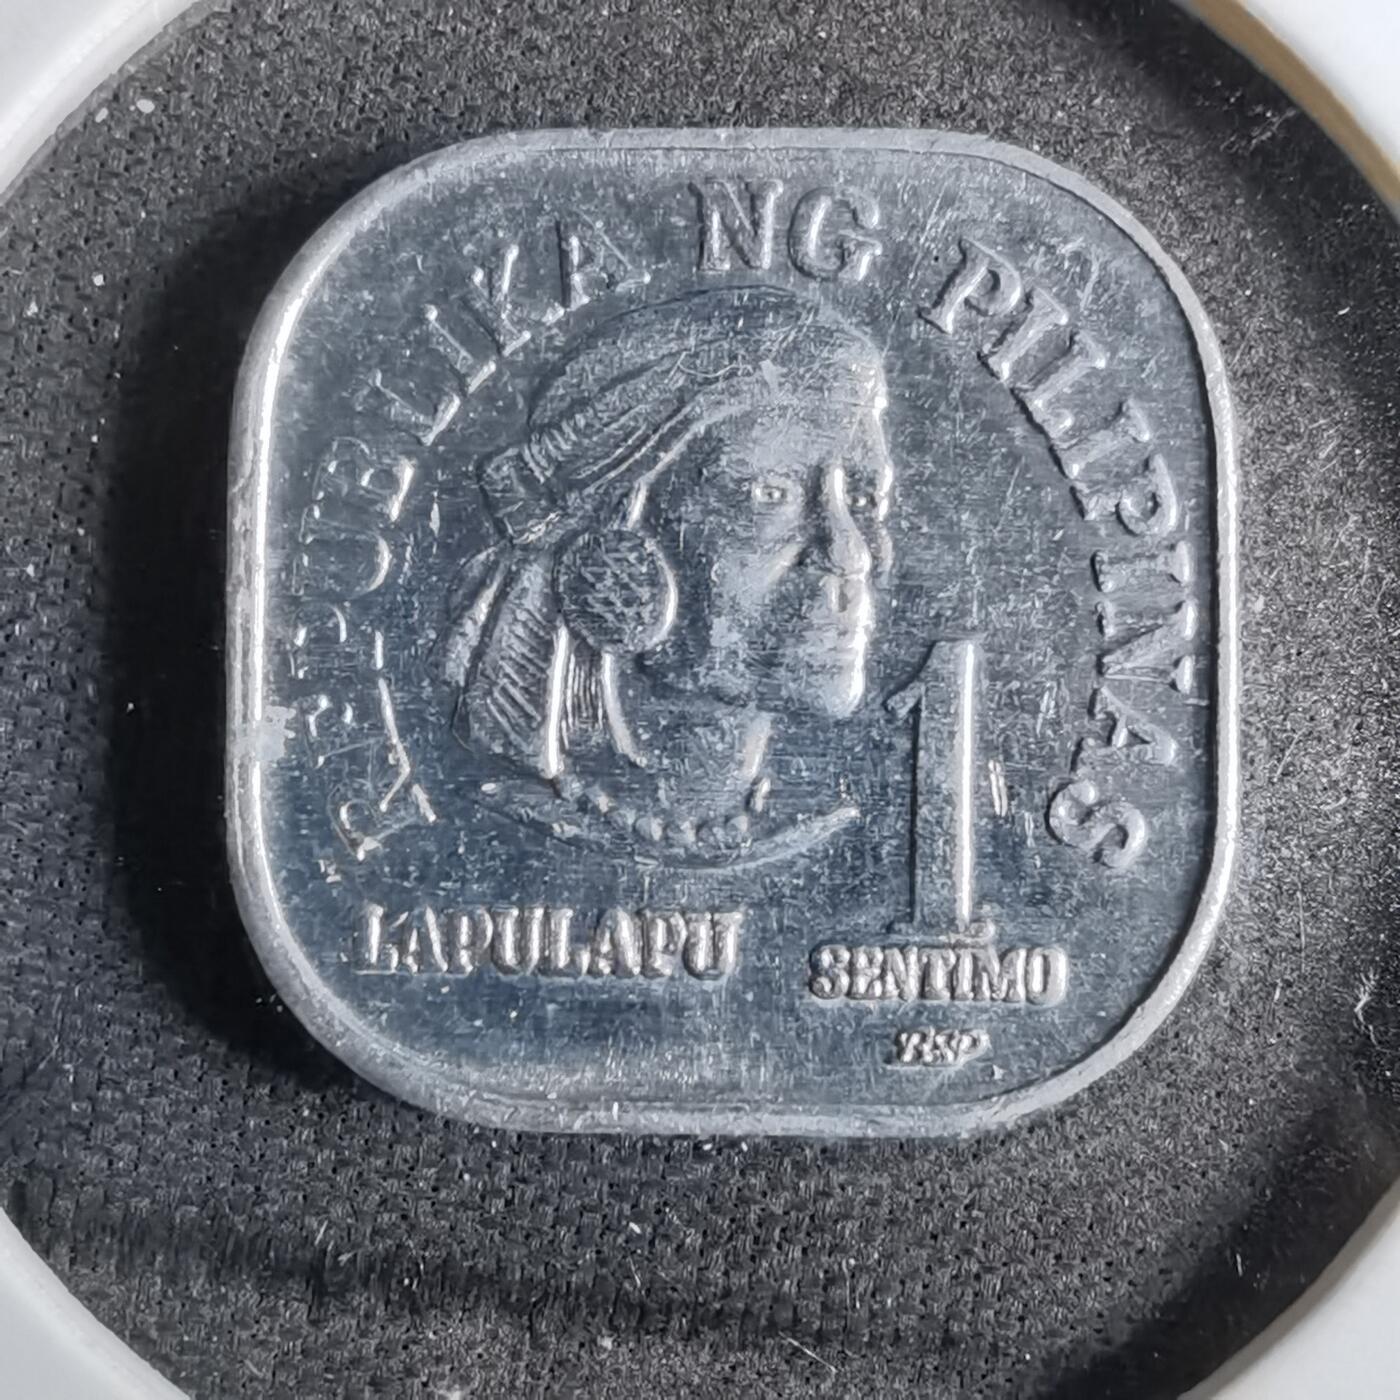 REPUBLIKA NG PILIPINAS
LAPULAPU
1
SENTIMO
BSP